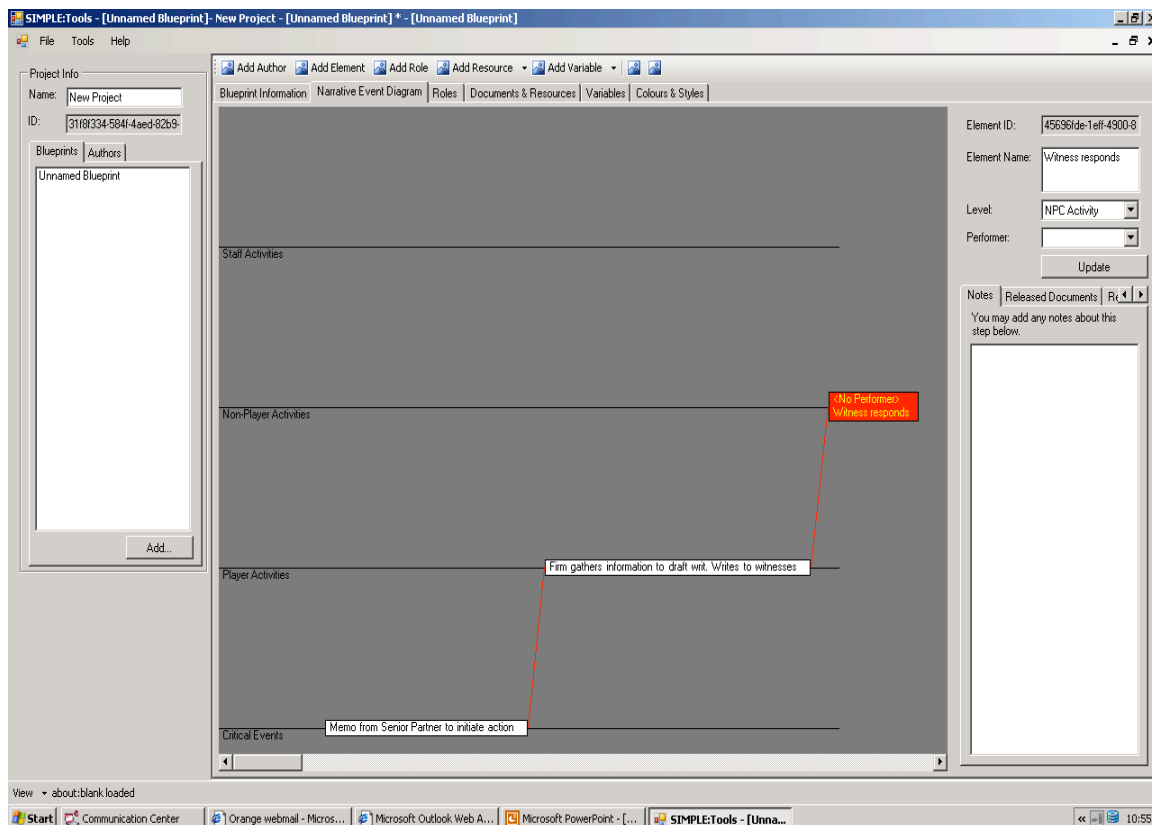 SIMPLE:Tools - [Unnamed Blueprint]- New Project - [Unnamed Blueprint] * - [Unnamed Blueprint]
File Tools Help
Project Info
Name: New Project
ID: 31f8f334-584f-4aed-82b9-
Blueprints Authors
Unnamed Blueprint
Add...
Add Author Add Element Add Role Add Resource Add Variable
Blueprint Information Narrative Event Diagram Roles Documents & Resources Variables Colours & Styles
Staff Activities
Non-Player Activities
<No Performer>
Witness responds
Player Activities
Firm gathers information to draft writ. Writes to witnesses
Critical Events
Memo from Senior Partner to initiate action
Element ID: 45696fde-1eff-4900-8
Element Name: Witness responds
Level: NPC Activity
Performer:
Update
Notes Released Documents Re
You may add any notes about this
step below.
View about:blank loaded
Start Communication Center Orange webmail - Micros... Microsoft Outlook Web A... Microsoft PowerPoint - [... SIMPLE:Tools - [Unna... « 10:55